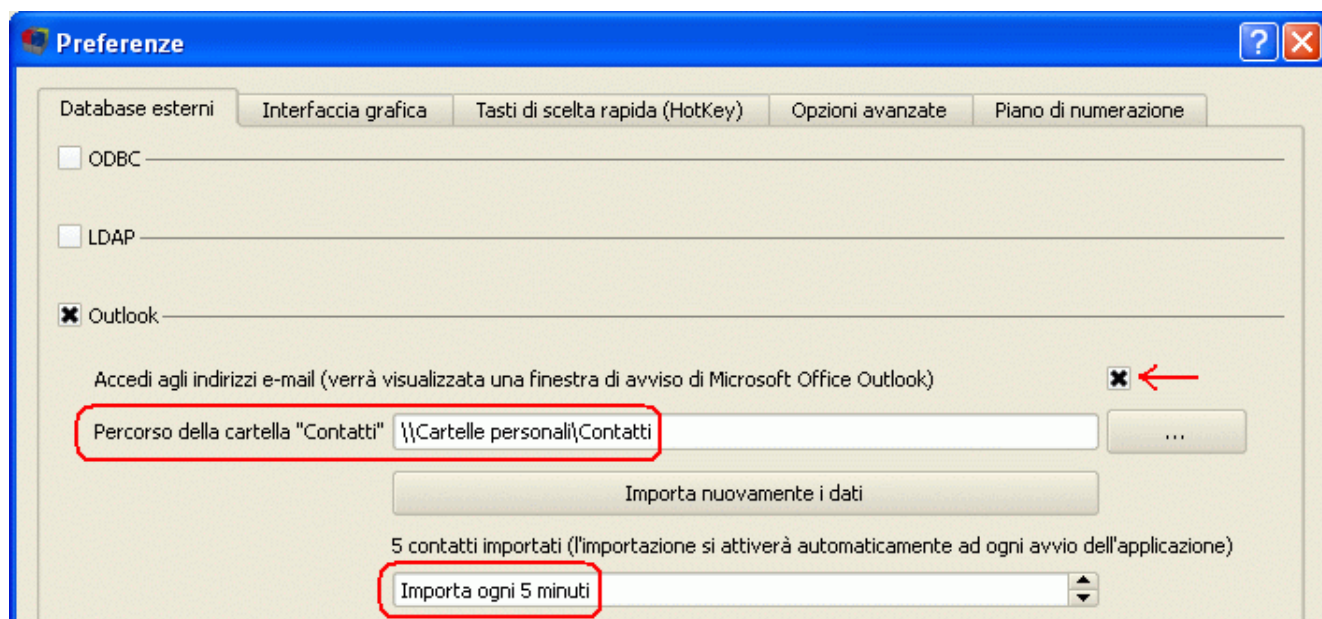 Preferenze
Database esterni Interfaccia grafica Tasti di scelta rapida (HotKey) Opzioni avanzate Piano di numerazione
ODBC
LDAP
Outlook
Accedi agli indirizzi e-mail (verrà visualizzata una finestra di avviso di Microsoft Office Outlook)
Percorso della cartella "Contatti" \\Cartelle personali\Contatti ...
Importa nuovamente i dati
5 contatti importati (l'importazione si attiverà automaticamente ad ogni avvio dell'applicazione)
Importa ogni 5 minuti